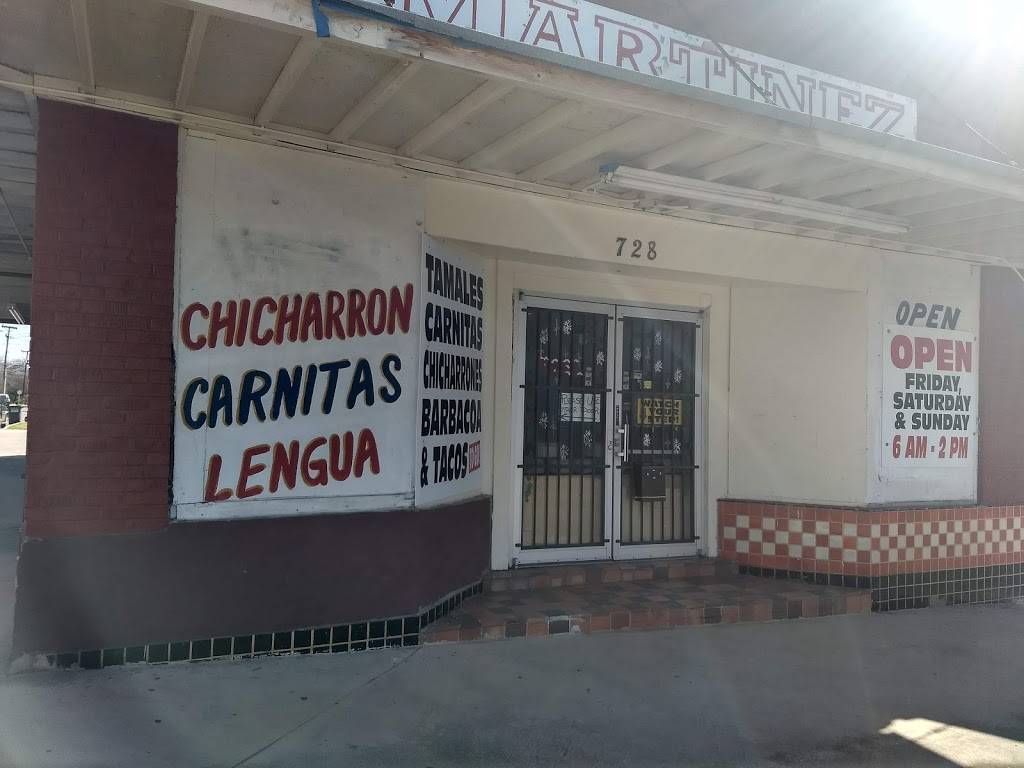 MARTINEZ
728
CHICHARRON
CARNITAS
LENGUA
TAMALES
CARNITAS
CHICHARRONES
BARBACOA
& TACOS
OPEN
OPEN
FRIDAY,
SATURDAY
& SUNDAY
6 AM - 2 PM